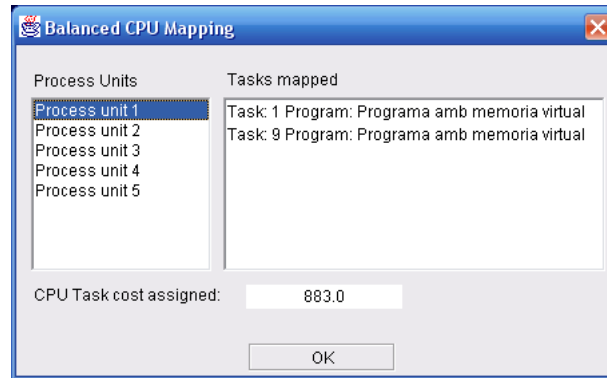 Balanced CPU Mapping
Process Units
Tasks mapped
Process unit 1
Process unit 2
Process unit 3
Process unit 4
Process unit 5
Task: 1 Program: Programa amb memoria virtual
Task: 9 Program: Programa amb memoria virtual
CPU Task cost assigned:
883.0
OK